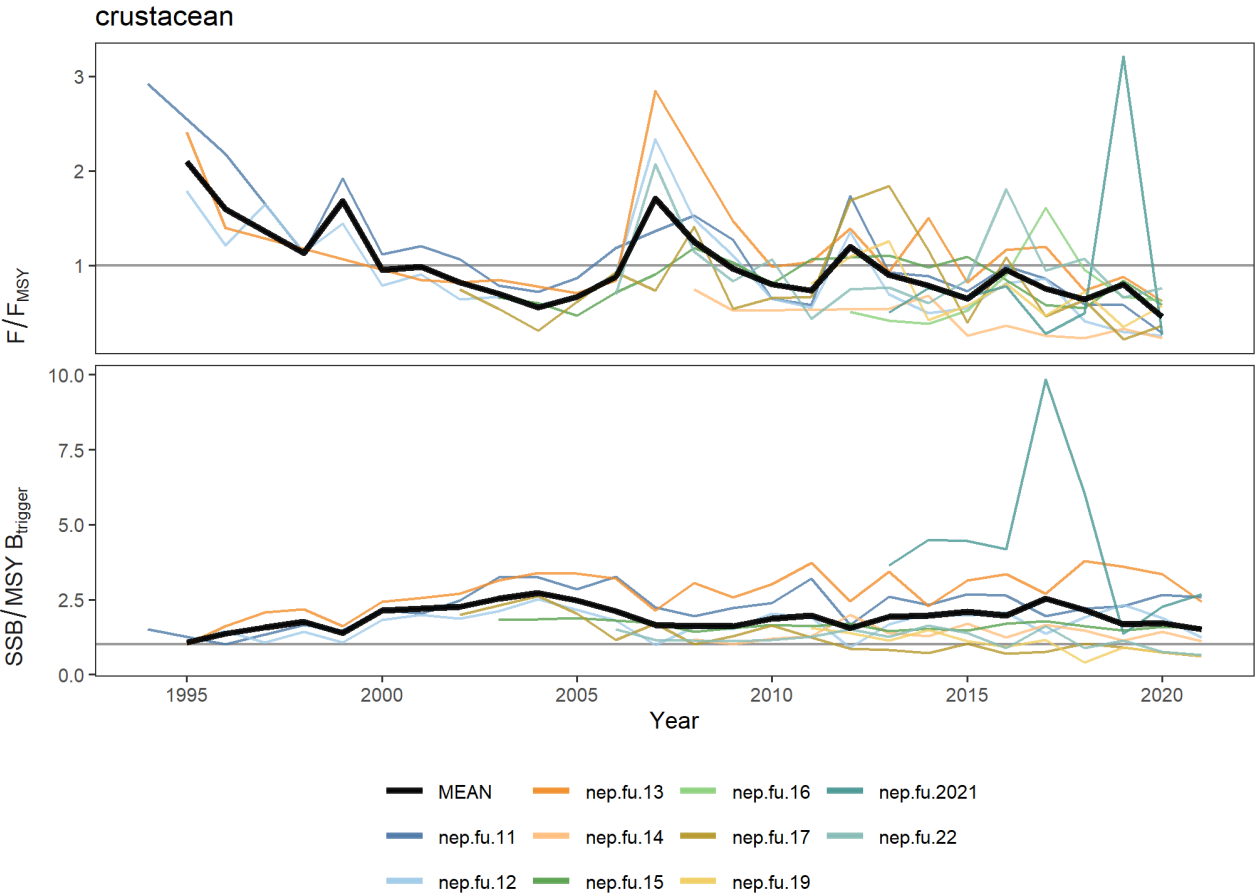 crustacean
F/F_MSY
3
2
1
SSB/MSY B_trigger
10.0
7.5
5.0
2.5
0.0
1995 2000 2005 2010 2015 2020
Year
MEAN nep.fu.13 nep.fu.16 nep.fu.2021
nep.fu.11 nep.fu.14 nep.fu.17 nep.fu.22
nep.fu.12 nep.fu.15 nep.fu.19